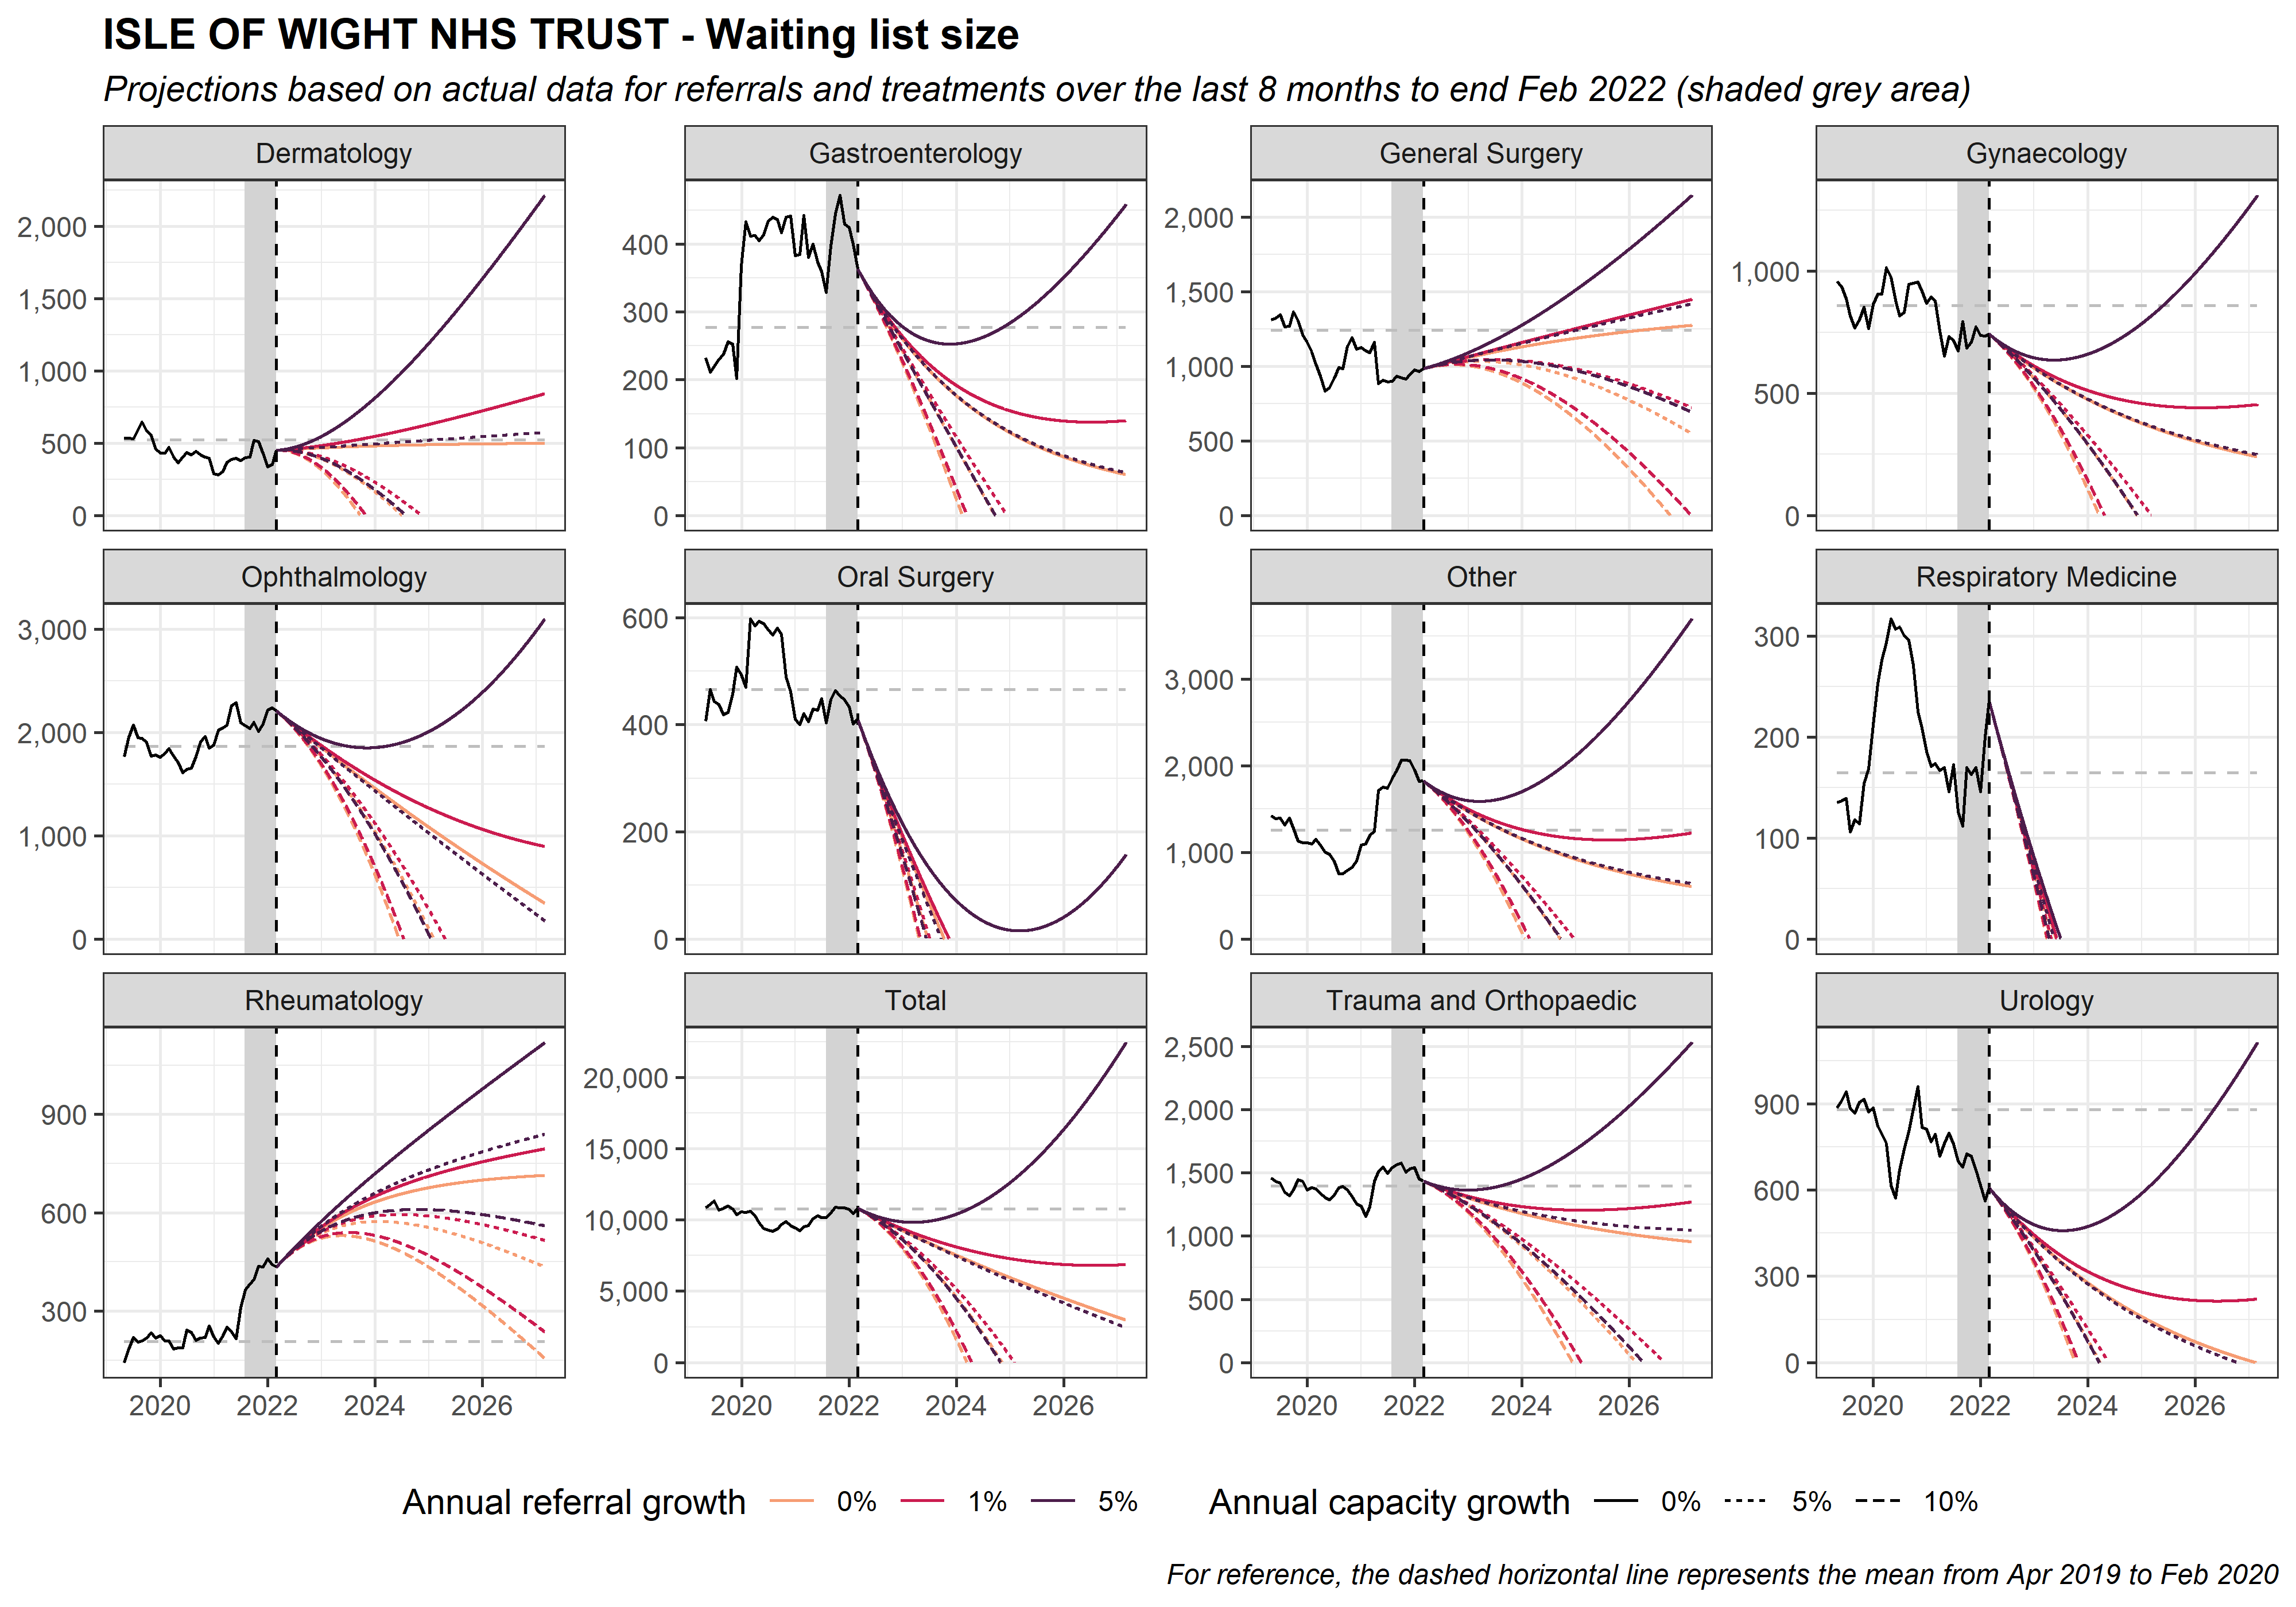 ISLE OF WIGHT NHS TRUST - Waiting list size
Projections based on actual data for referrals and treatments over the last 8 months to end Feb 2022 (shaded grey area)
Dermatology
Gastroenterology
General Surgery
Gynaecology
2,000
1,500
1,000
500
0
400
300
200
100
0
2,000
1,500
1,000
500
0
1,000
500
0
Ophthalmology
Oral Surgery
Other
Respiratory Medicine
3,000
2,000
1,000
0
600
400
200
0
3,000
2,000
1,000
0
300
200
100
0
Rheumatology
Total
Trauma and Orthopaedic
Urology
900
600
300
20,000
15,000
10,000
5,000
0
2,500
2,000
1,500
1,000
500
0
900
600
300
0
2020 2022 2024 2026
2020 2022 2024 2026
2020 2022 2024 2026
2020 2022 2024 2026
Annual referral growth 0% 1% 5%
Annual capacity growth 0% 5% 10%
For reference, the dashed horizontal line represents the mean from Apr 2019 to Feb 2020